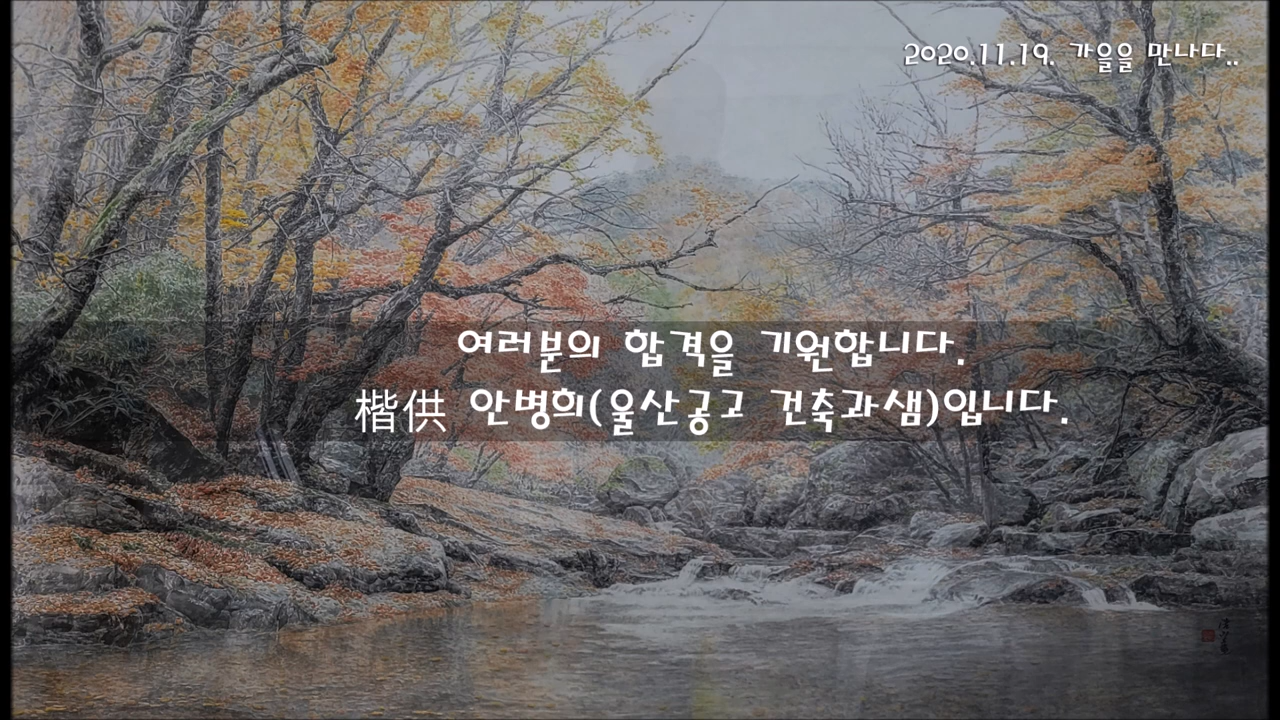 2020.11.19. 가을을 만나다..
여러분의 합격을 기원합니다.
楷供 안병희(울산공고 건축과샘)입니다.